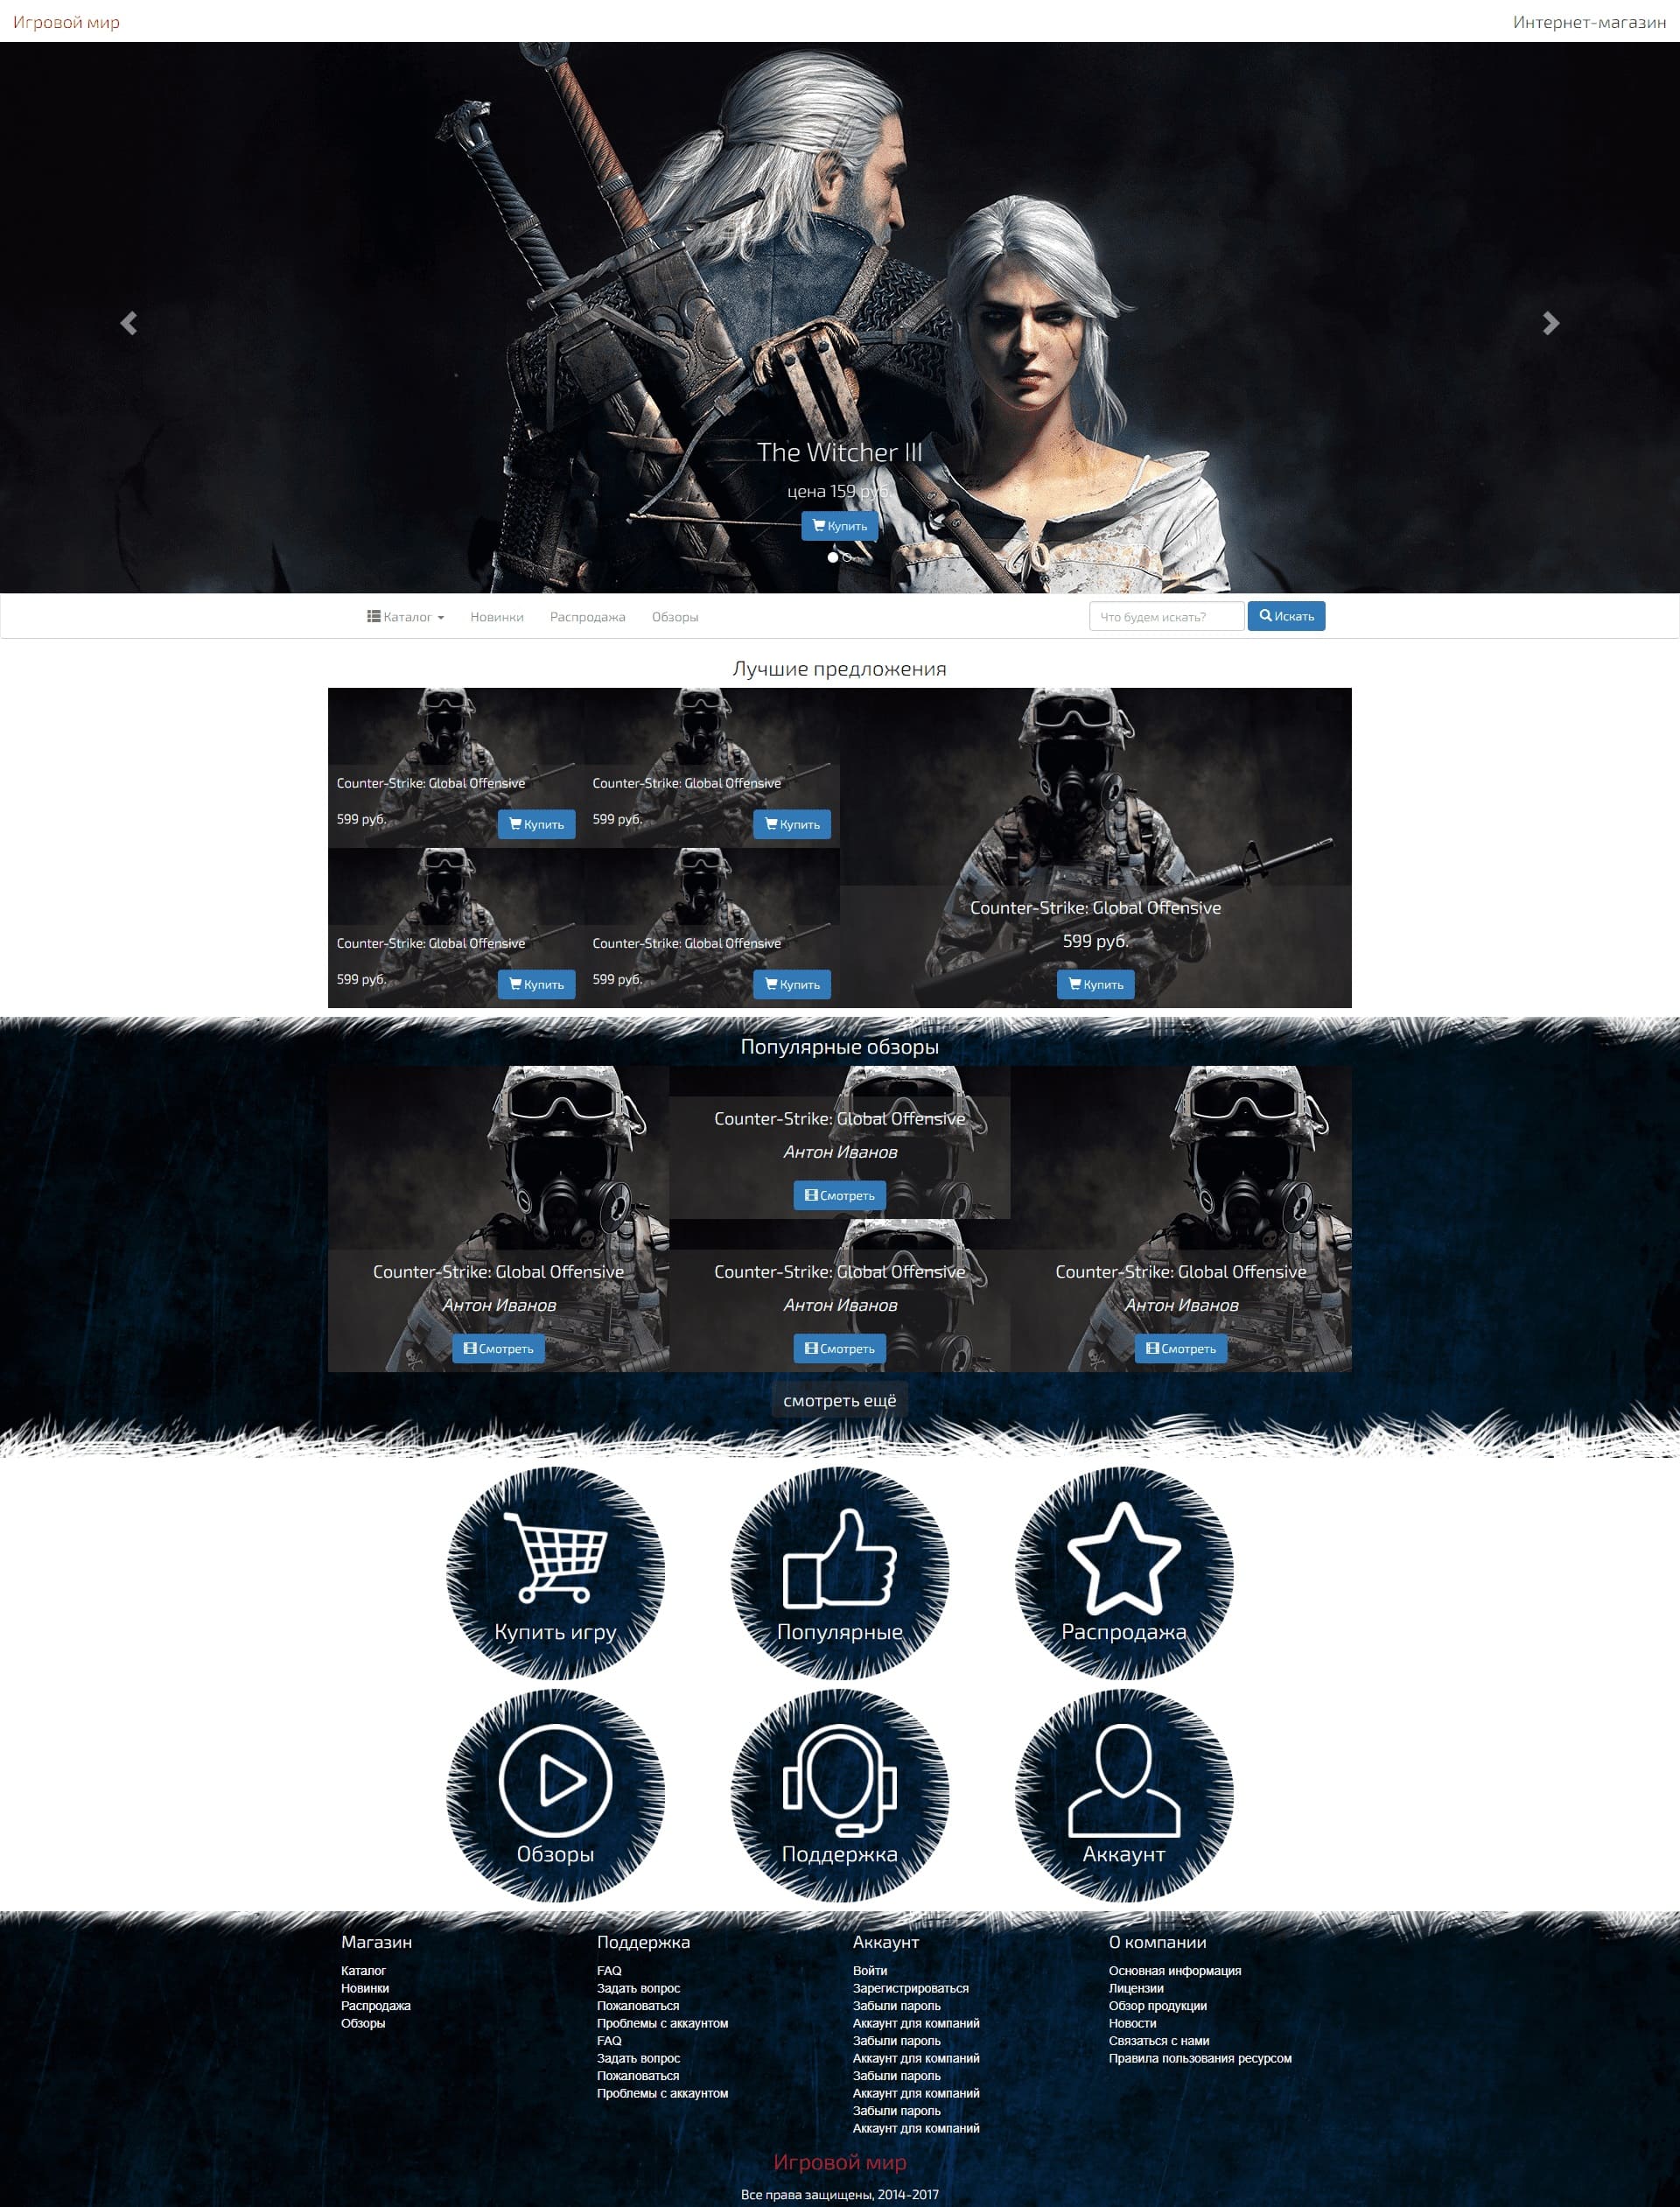 Игровой мир
Интернет-магазин
The Witcher III
цена 159 руб.
Купить
Каталог
Новинки
Распродажа
Обзоры
Что будем искать?
Искать
Лучшие предложения
Counter-Strike: Global Offensive
599 руб.
Купить
Counter-Strike: Global Offensive
599 руб.
Купить
Counter-Strike: Global Offensive
599 руб.
Купить
Counter-Strike: Global Offensive
599 руб.
Купить
Counter-Strike: Global Offensive
599 руб.
Купить
Популярные обзоры
Counter-Strike: Global Offensive
Антон Иванов
Смотреть
Counter-Strike: Global Offensive
Антон Иванов
Смотреть
Counter-Strike: Global Offensive
Антон Иванов
Смотреть
Counter-Strike: Global Offensive
Антон Иванов
Смотреть
смотреть ещё
Купить игру
Популярные
Распродажа
Обзоры
Поддержка
Аккаунт
Магазин
Каталог
Новинки
Распродажа
Обзоры
Поддержка
FAQ
Задать вопрос
Пожаловаться
Проблемы с аккаунтом
FAQ
Задать вопрос
Пожаловаться
Проблемы с аккаунтом
Аккаунт
Войти
Зарегистрироваться
Забыли пароль
Аккаунт для компаний
Забыли пароль
Аккаунт для компаний
Забыли пароль
Аккаунт для компаний
Забыли пароль
Аккаунт для компаний
О компании
Основная информация
Лицензии
Обзор продукции
Новости
Связаться с нами
Правила пользования ресурсом
Игровой мир
Все права защищены, 2014-2017